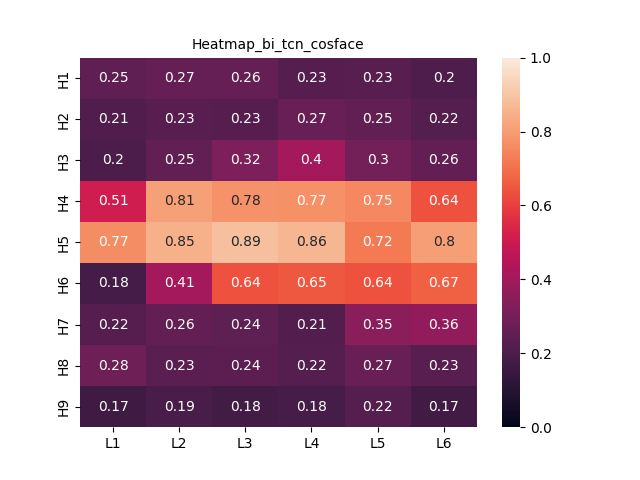 Heatmap_bi_tcn_cosface
H1 0.25 0.27 0.26 0.23 0.23 0.2
H2 0.21 0.23 0.23 0.27 0.25 0.22
H3 0.2 0.25 0.32 0.4 0.3 0.26
H4 0.51 0.81 0.78 0.77 0.75 0.64
H5 0.77 0.85 0.89 0.86 0.72 0.8
H6 0.18 0.41 0.64 0.65 0.64 0.67
H7 0.22 0.26 0.24 0.21 0.35 0.36
H8 0.28 0.23 0.24 0.22 0.27 0.23
H9 0.17 0.19 0.18 0.18 0.22 0.17
L1 L2 L3 L4 L5 L6
1.0
0.8
0.6
0.4
0.2
0.0